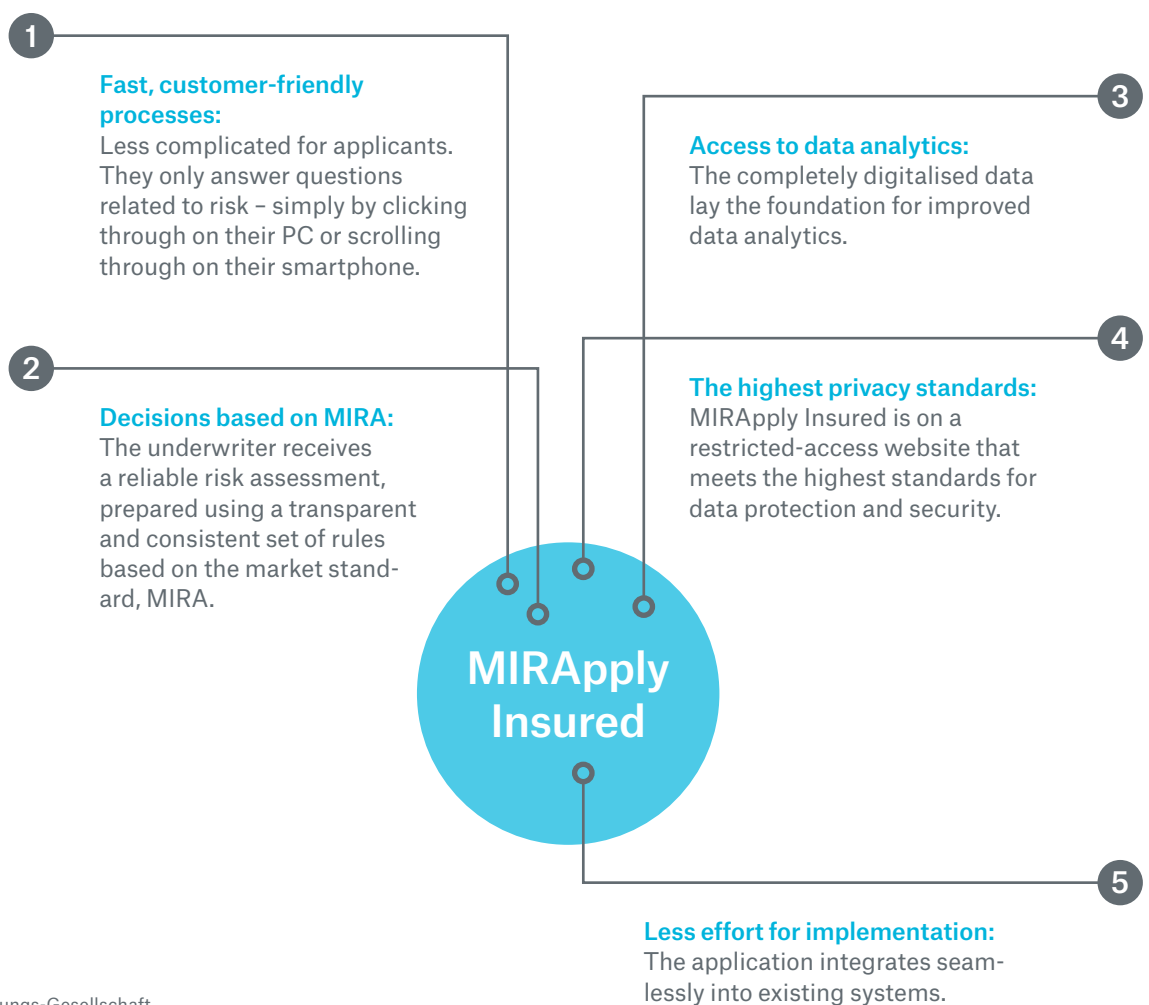 1
Fast, customer-friendly
processes:
Less complicated for applicants.
They only answer questions
related to risk – simply by clicking
through on their PC or scrolling
through on their smartphone.
2
Decisions based on MIRA:
The underwriter receives
a reliable risk assessment,
prepared using a transparent
and consistent set of rules
based on the market stand-
ard, MIRA.
3
Access to data analytics:
The completely digitalised data
lay the foundation for improved
data analytics.
4
The highest privacy standards:
MIRApply Insured is on a
restricted-access website that
meets the highest standards for
data protection and security.
MIRApply
Insured
5
Less effort for implementation:
The application integrates seam-
lessly into existing systems.
ungs-Gesellschaft